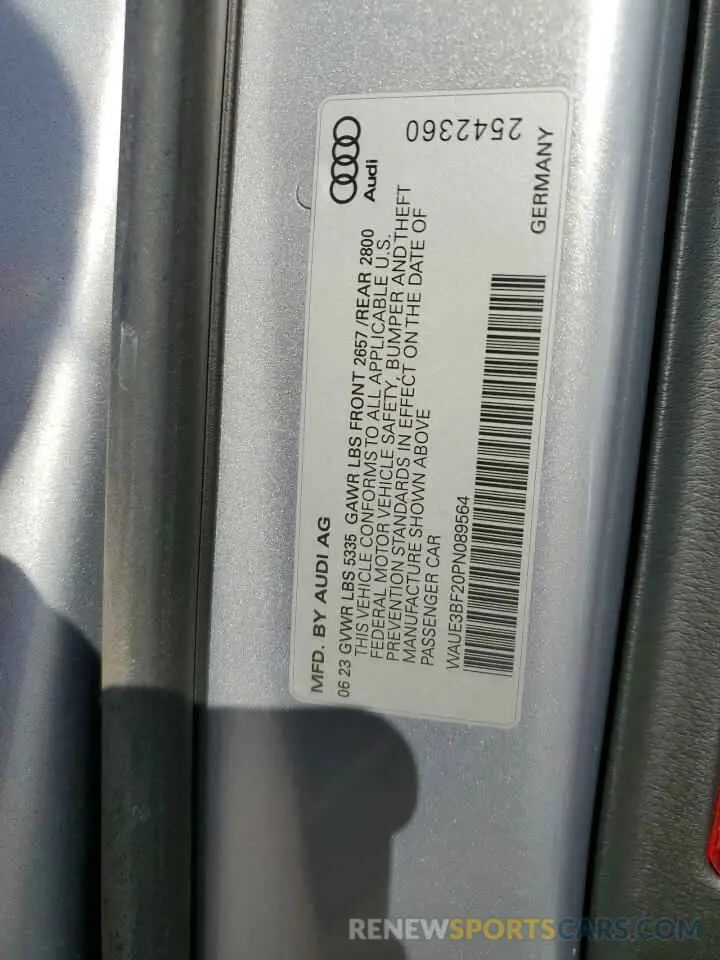 MFD. BY AUDI AG
Audi
06 23 GVWR LBS 5335 GAWR LBS FRONT 2657 /REAR 2800
THIS VEHICLE CONFORMS TO ALL APPLICABLE U.S.
FEDERAL MOTOR VEHICLE SAFETY, BUMPER AND THEFT
PREVENTION STANDARDS IN EFFECT ON THE DATE OF
MANUFACTURE SHOWN ABOVE
PASSENGER CAR
WAUE3BF20PN089564
2542360
GERMANY
RENEWSPORTSCARS.COM